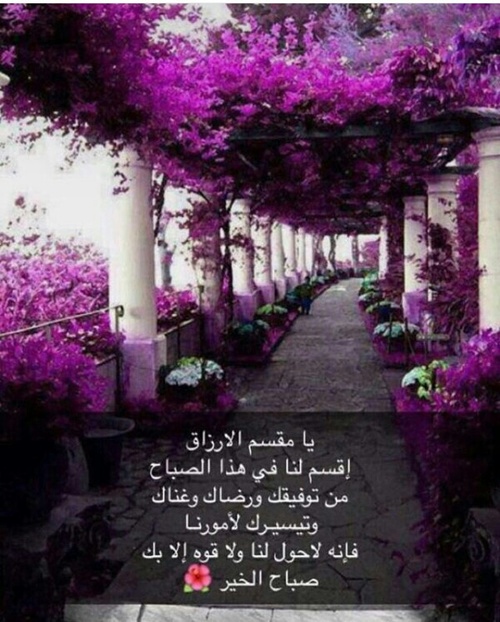 يا مقسم الارزاق
إقسم لنا في هذا الصباح
من توفيقك ورضاك وغناك
وتيسيرك لأمورنا
فإنه لاحول لنا ولا قوه إلا بك
صباح الخير 🌺